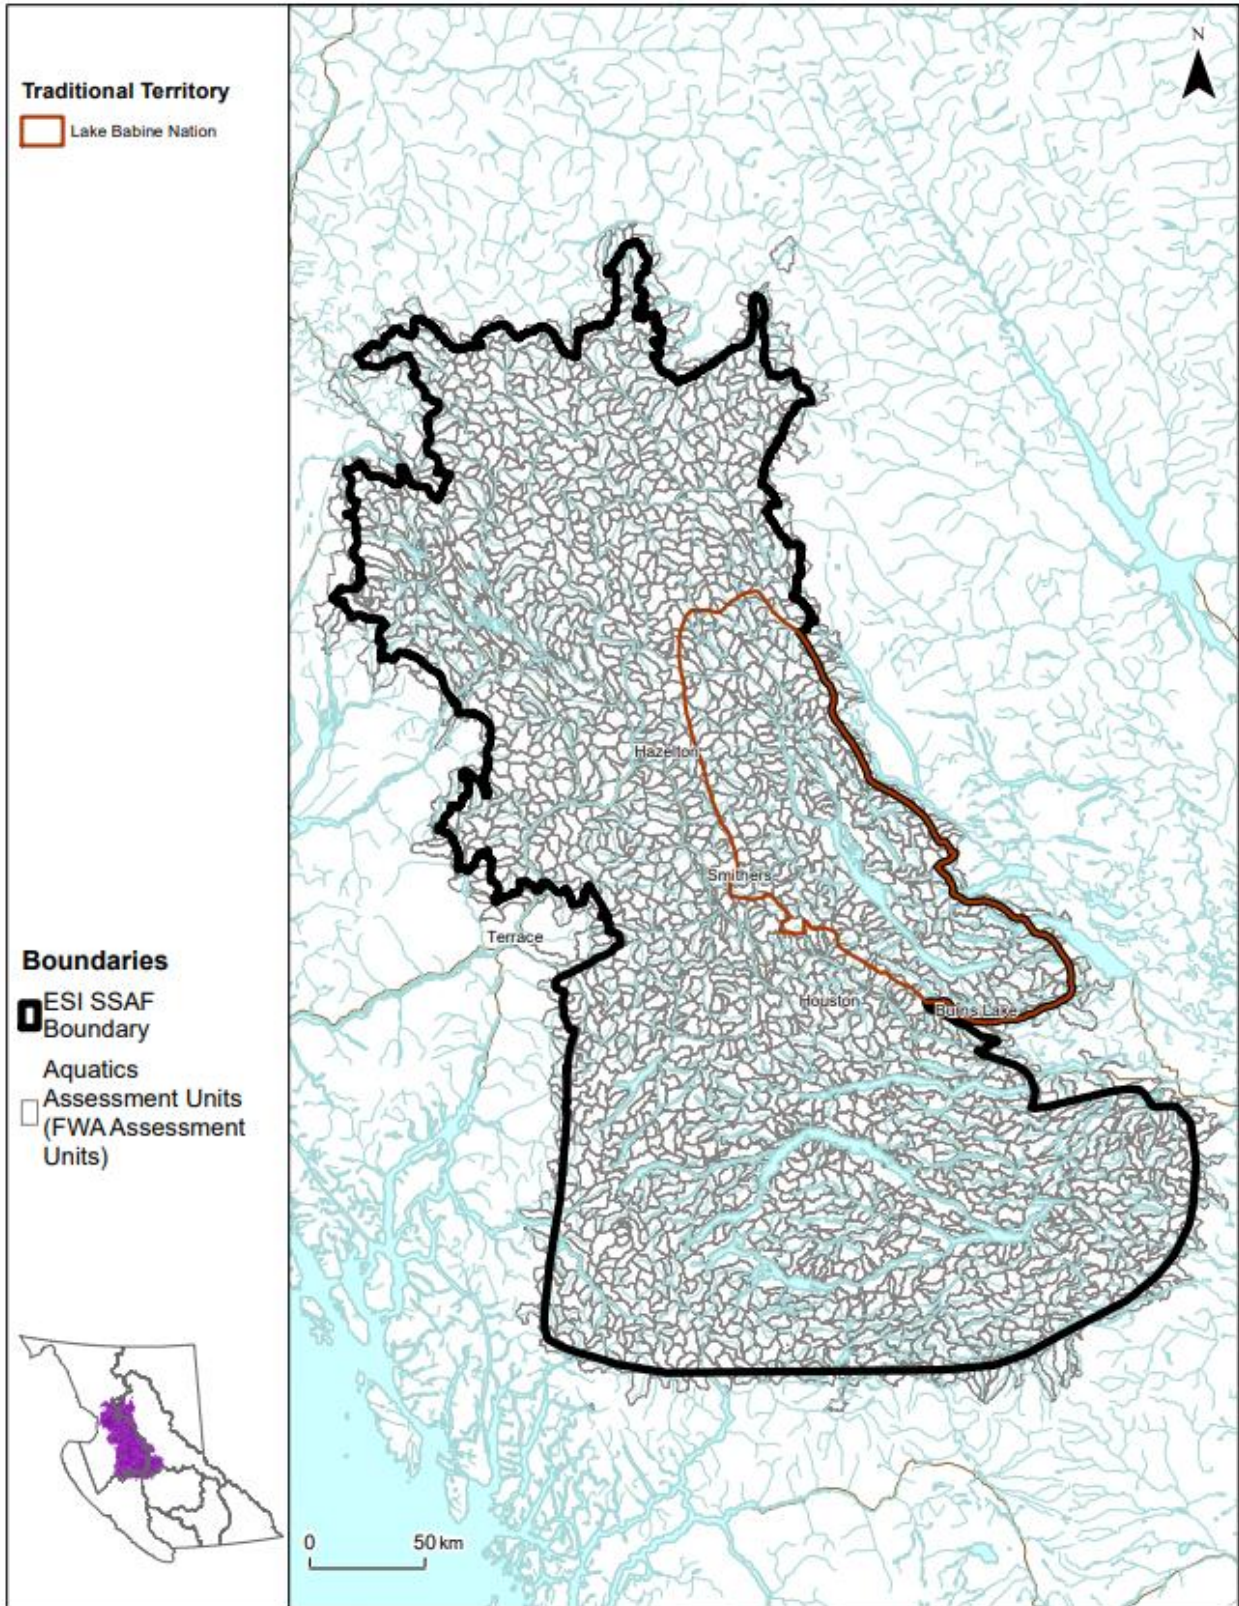 Traditional Territory
Lake Babine Nation
Boundaries
ESI SSAF
Boundary
Aquatics
Assessment Units
(FWA Assessment
Units)
N
Hazelton
Smithers
Terrace
Houston
Burns Lake
0 50 km